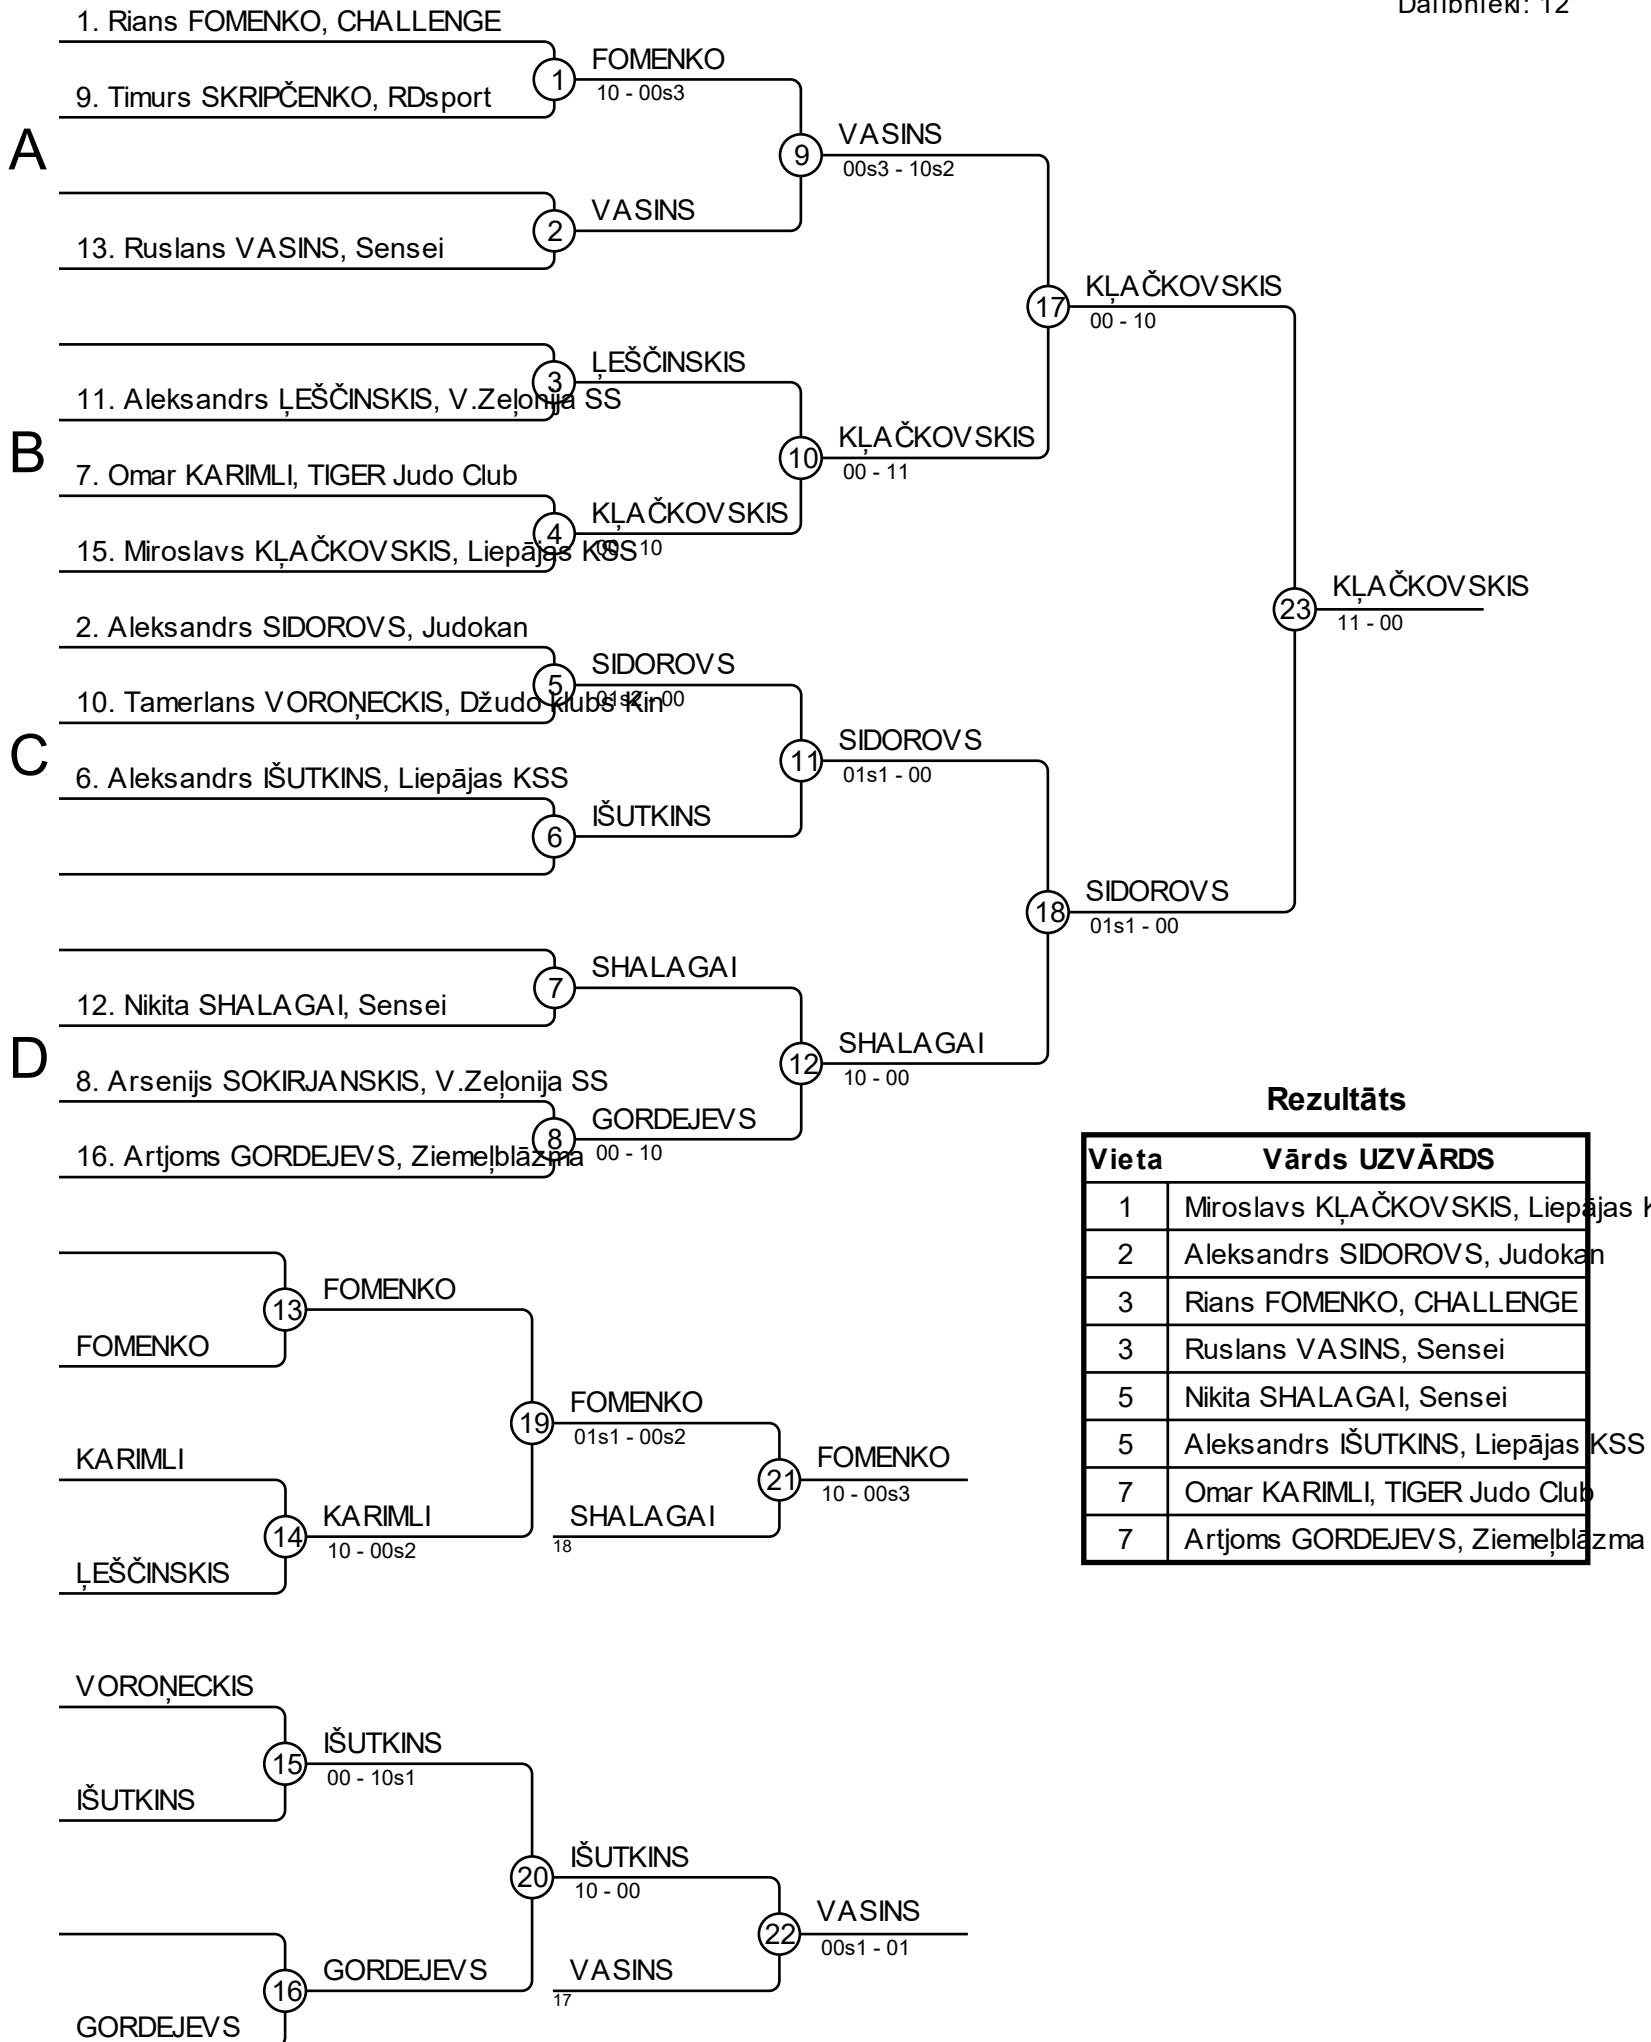 Dalībnieki: 12
1. Rians FOMENKO, CHALLENGE
1
FOMENKO
10 - 00s3
9. Timurs SKRIPČENKO, RDsport
A
9
VASINS
00s3 - 10s2
2
VASINS
13. Ruslans VASINS, Sensei
17
KĻAČKOVSKIS
00 - 10
3
ĻEŠČINSKIS
11. Aleksandrs ĻEŠČINSKIS, V.Zeļonija SS
B
10
KĻAČKOVSKIS
00 - 11
7. Omar KARIMLI, TIGER Judo Club
4
KĻAČKOVSKIS
00 - 10
15. Miroslavs KĻAČKOVSKIS, Liepājas KSS
23
KĻAČKOVSKIS
11 - 00
2. Aleksandrs SIDOROVS, Judokan
5
SIDOROVS
01s2 - 00
10. Tamerlans VOROŅECKIS, Džudo klubs Kin
C
11
SIDOROVS
01s1 - 00
6. Aleksandrs IŠUTKINS, Liepājas KSS
6
IŠUTKINS
18
SIDOROVS
01s1 - 00
7
SHALAGAI
12. Nikita SHALAGAI, Sensei
D
12
SHALAGAI
10 - 00
8. Arsenijs SOKIRJANSKIS, V.Zeļonija SS
8
GORDEJEVS
00 - 10
16. Artjoms GORDEJEVS, Ziemeļblāzma
Rezultāts
Vieta Vārds UZVĀRDS
1 Miroslavs KĻAČKOVSKIS, Liepājas K
2 Aleksandrs SIDOROVS, Judokan
3 Rians FOMENKO, CHALLENGE
3 Ruslans VASINS, Sensei
5 Nikita SHALAGAI, Sensei
5 Aleksandrs IŠUTKINS, Liepājas KSS
7 Omar KARIMLI, TIGER Judo Club
7 Artjoms GORDEJEVS, Ziemeļblāzma
13
FOMENKO
FOMENKO
19
FOMENKO
01s1 - 00s2
KARIMLI
21
FOMENKO
10 - 00s3
14
KARIMLI
10 - 00s2
SHALAGAI
18
ĻEŠČINSKIS
VOROŅECKIS
15
IŠUTKINS
00 - 10s1
IŠUTKINS
20
IŠUTKINS
10 - 00
22
VASINS
00s1 - 01
16
GORDEJEVS
VASINS
17
GORDEJEVS